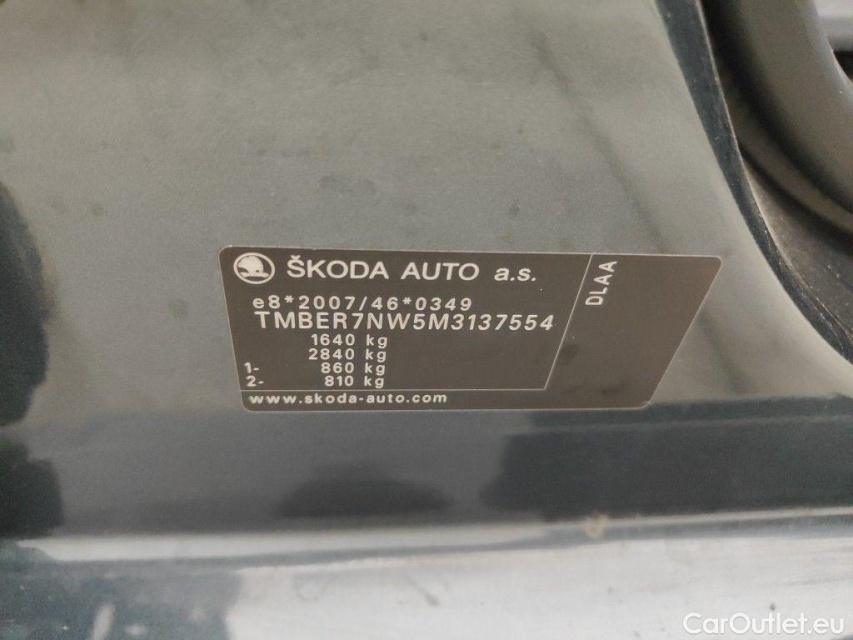 ŠKODA AUTO a.s.
e8*2007/46*0349
TMBER7NW5M3137554
1640 kg
2840 kg
1- 860 kg
2- 810 kg
www.skoda-auto.com
DLAA
CarOutlet.eu